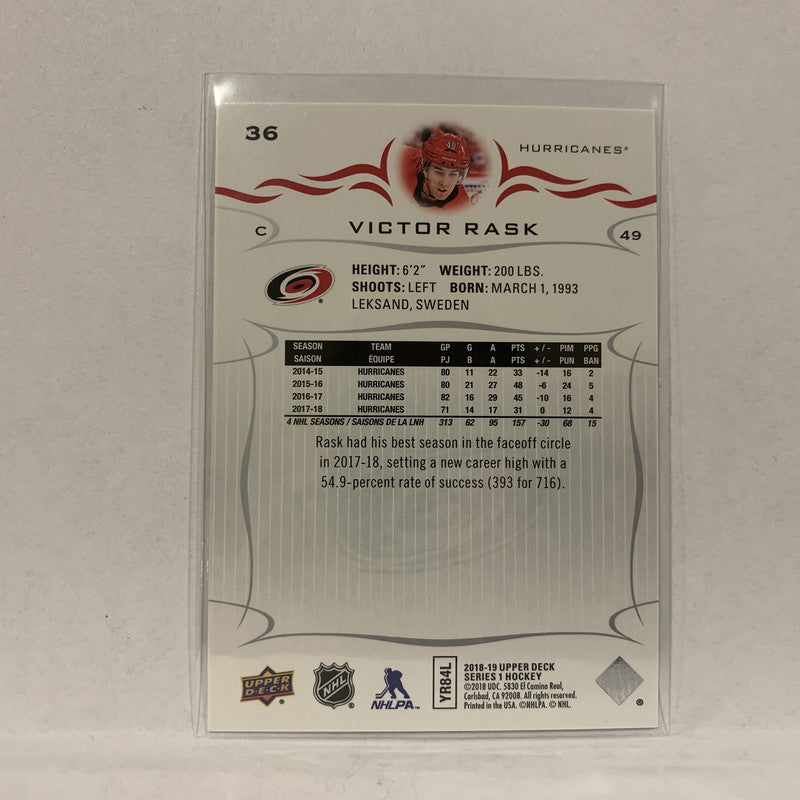 36
49
HURRICANES®
C
VICTOR RASK
49
HEIGHT: 6'2" WEIGHT: 200 LBS.
SHOOTS: LEFT BORN: MARCH 1, 1993
LEKSAND, SWEDEN
SEASON TEAM GP G A PTS +/- PIM PPG
SAISON ÉQUIPE PJ B A PTS +/- PUN BAN
2014-15 HURRICANES 80 11 22 33 -14 16 2
2015-16 HURRICANES 80 21 27 48 -6 24 5
2016-17 HURRICANES 82 16 29 45 -10 16 4
2017-18 HURRICANES 71 14 17 31 0 12 4
4 NHL SEASONS / SAISONS DE LA LNH 313 62 95 157 -30 68 15
Rask had his best season in the faceoff circle
in 2017-18, setting a new career high with a
54.9-percent rate of success (393 for 716).
UPPER
DECK
®
NHL
®
NHLPA™
YR84L
2018-19 UPPER DECK
SERIES 1 HOCKEY
©2018 UDC. 5830 El Camino Real,
Carlsbad, CA 92008. All rights reserved.
Printed in the USA. ©NHLPA. © NHL.
®